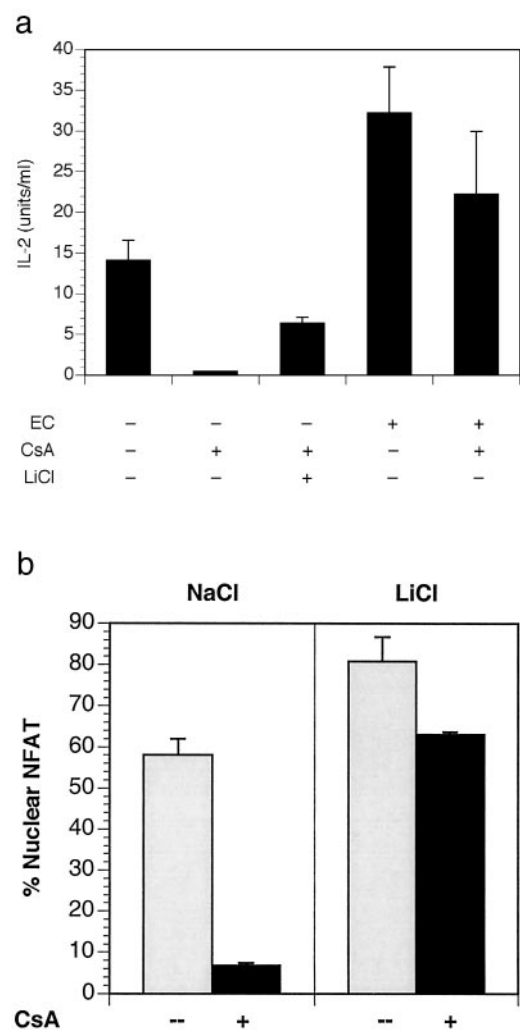 a
40
35
30
25
20
15
10
5
0
IL-2 (units/ml)
EC – – – + +
CsA – + + – +
LiCl – – + – –
b
NaCl LiCl
90
80
70
60
50
40
30
20
10
0
% Nuclear NFAT
CsA -- + -- +